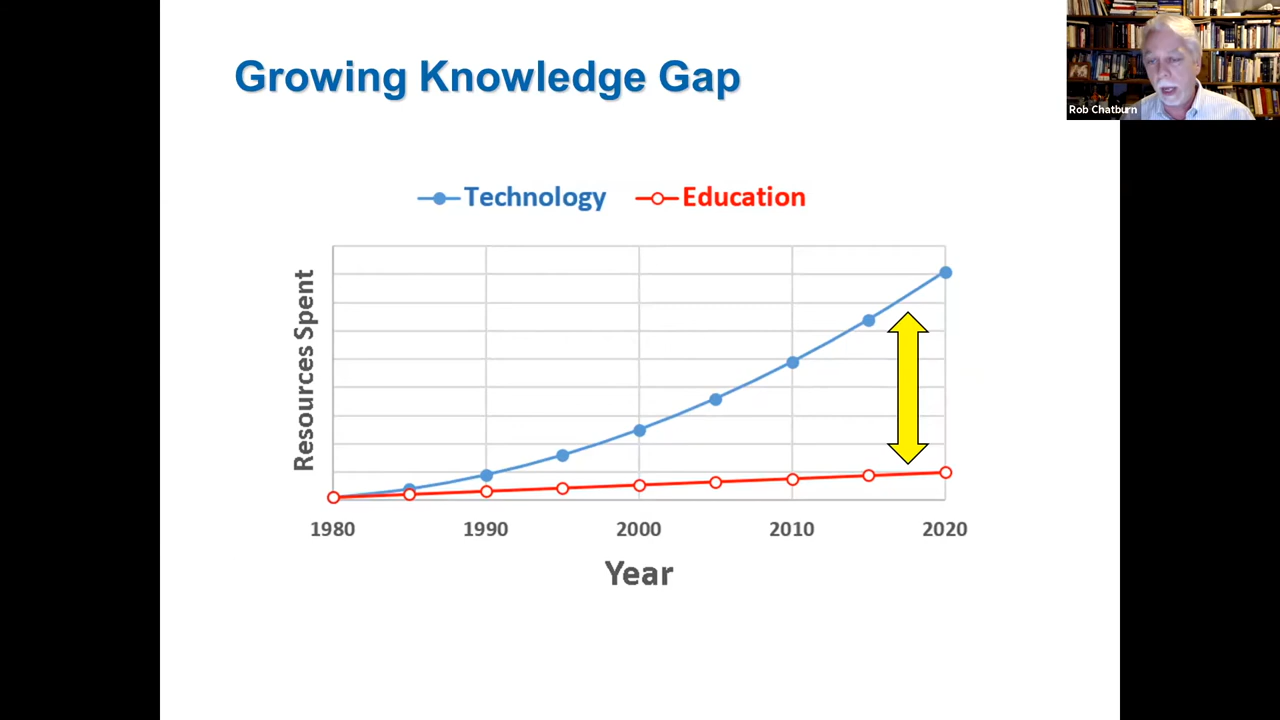 Growing Knowledge Gap
Rob Chatburn
Technology Education
Resources Spent
1980 1990 2000 2010 2020
Year